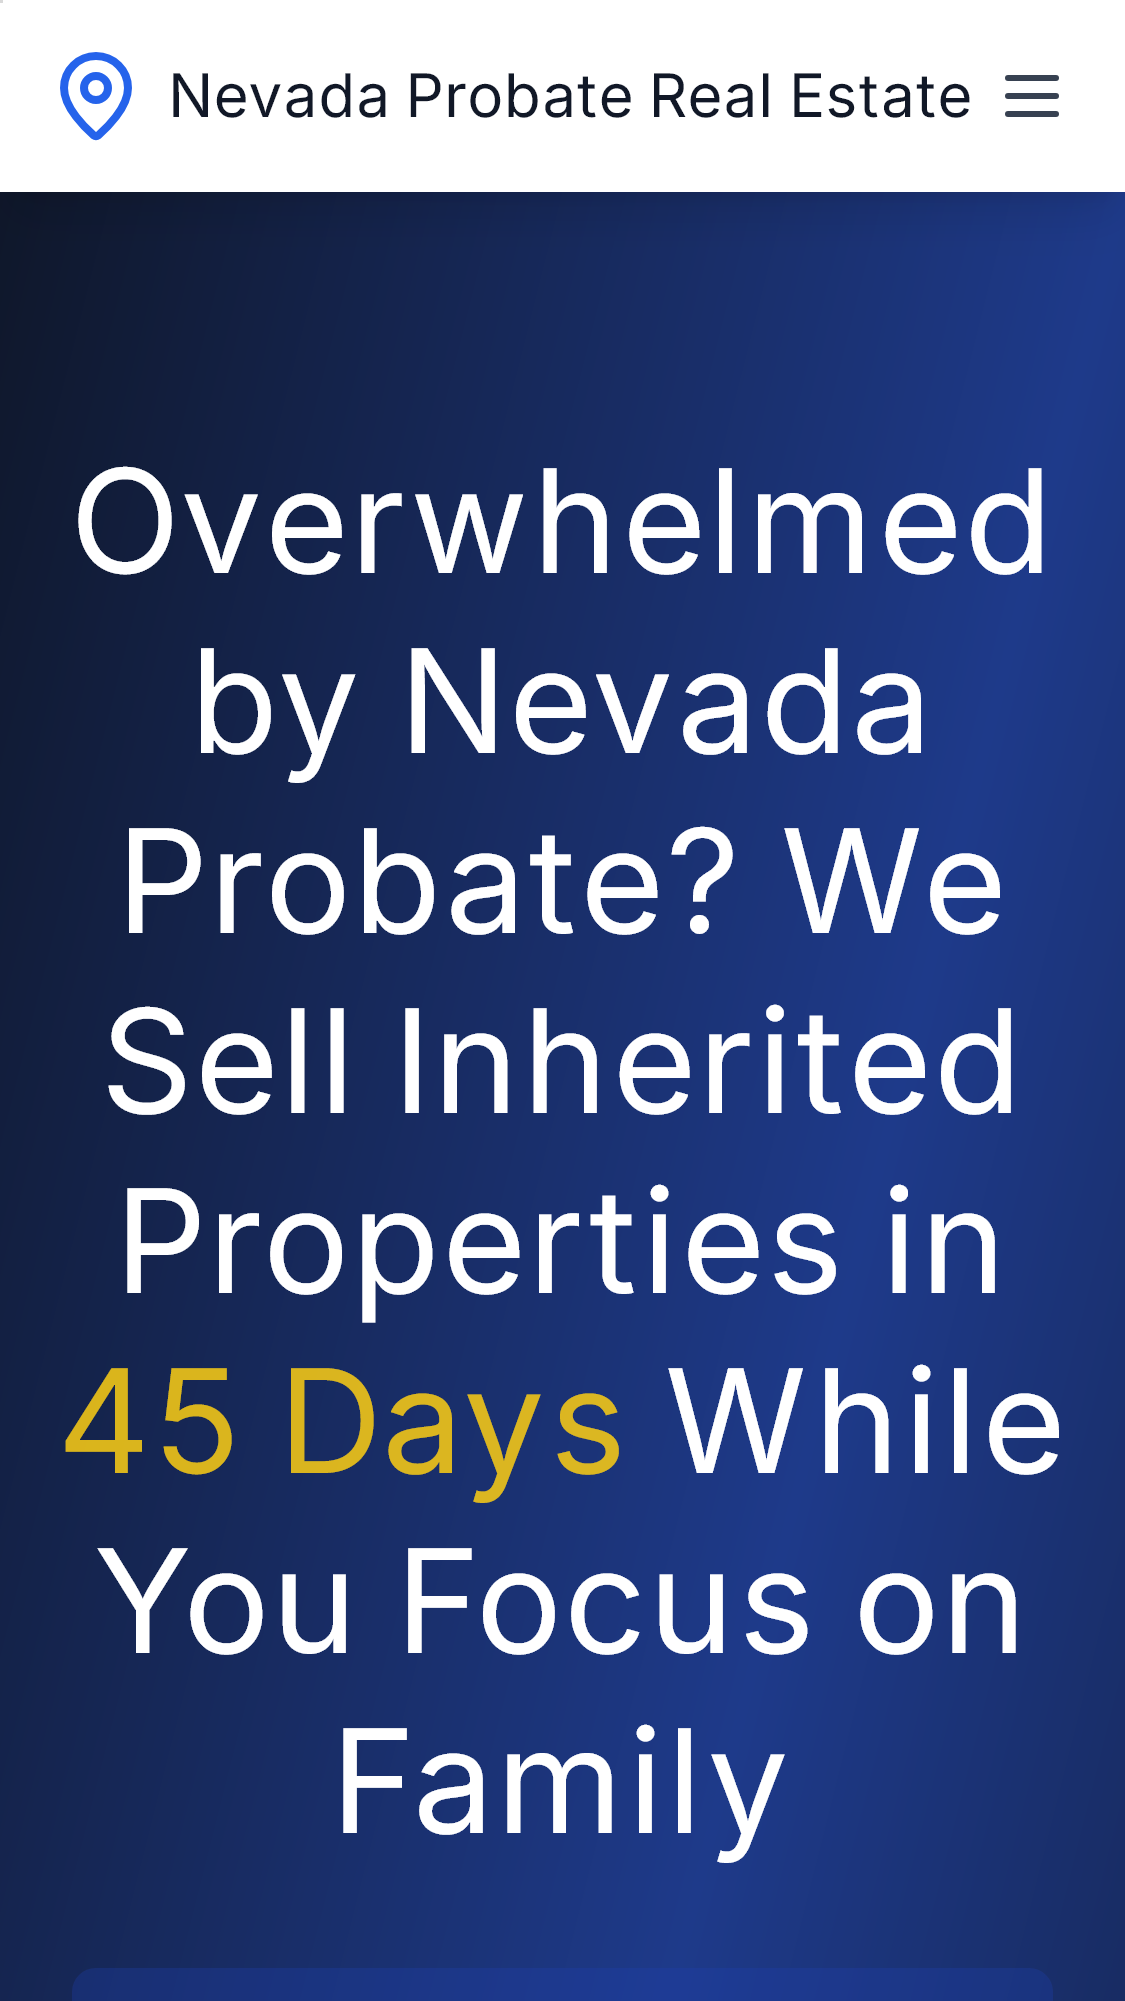 Nevada Probate Real Estate
Overwhelmed
by Nevada
Probate? We
Sell Inherited
Properties in
45 Days While
You Focus on
Family